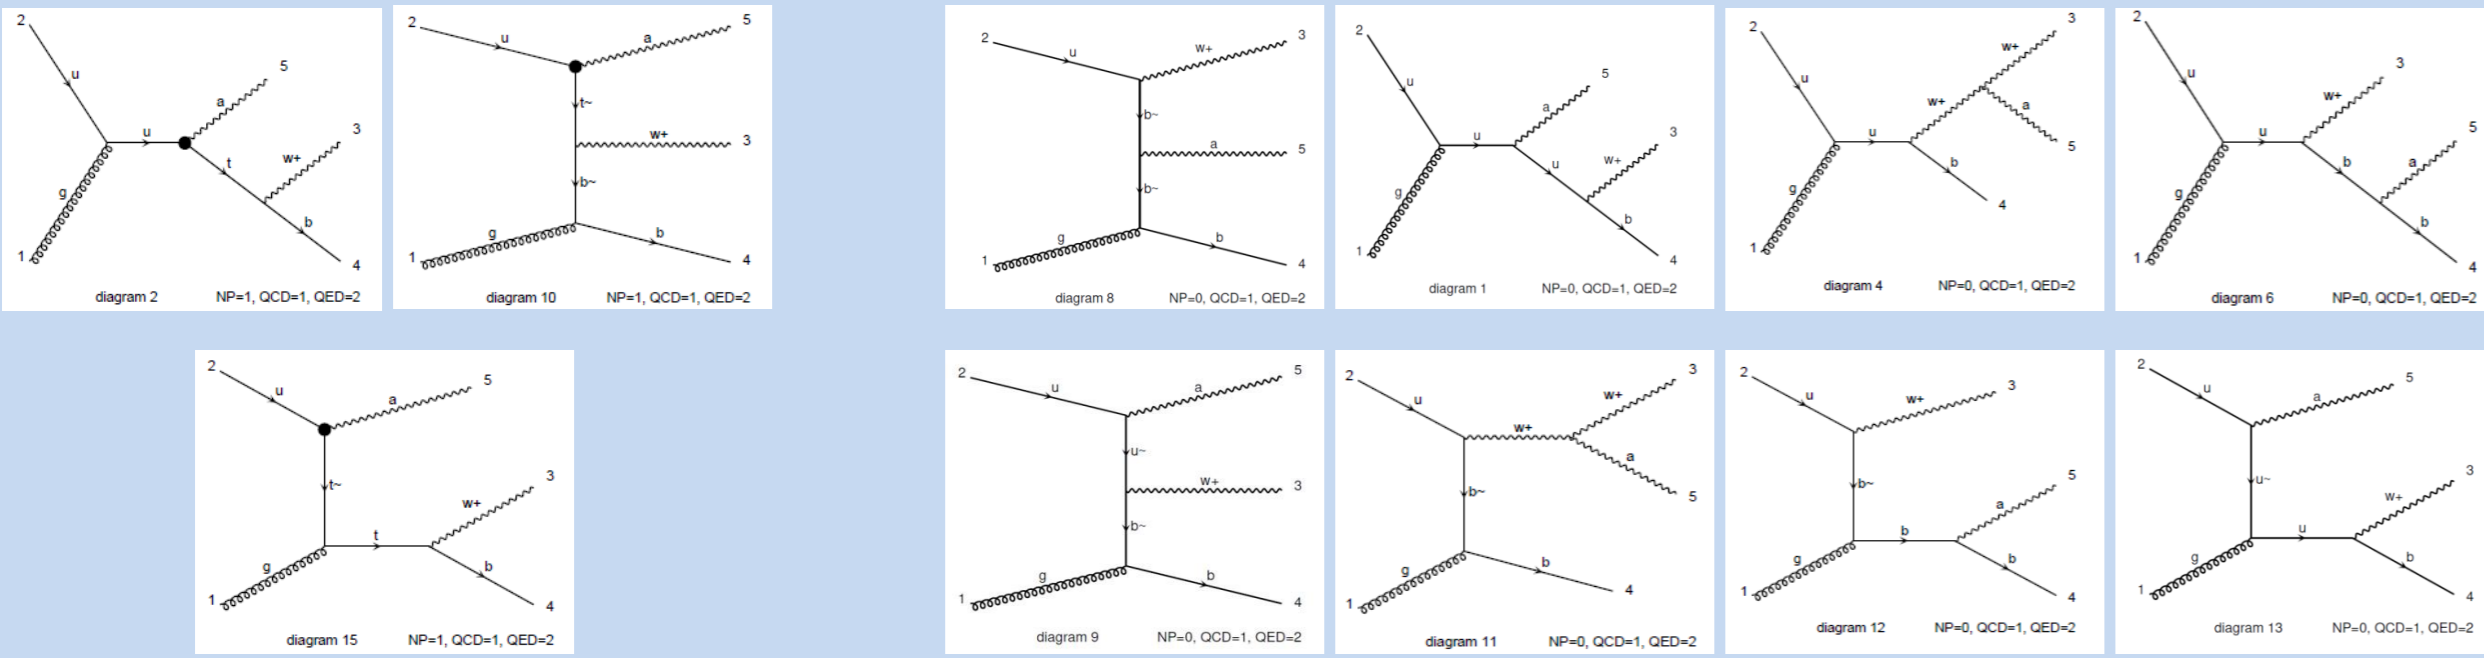 2
u
g
1
u
a
5
t
w+
3
b
4
diagram 2 NP=1, QCD=1, QED=2
2
u
a
5
t~
w+
3
b~
g
1
b
4
diagram 10 NP=1, QCD=1, QED=2
2
u
w+
3
b~
a
5
b~
g
1
b
4
diagram 8 NP=0, QCD=1, QED=2
2
u
g
1
u
a
5
u
w+
3
b
4
diagram 1 NP=0, QCD=1, QED=2
2
u
g
1
u
w+
w+
3
a
5
b
4
diagram 4 NP=0, QCD=1, QED=2
2
u
g
1
u
w+
3
b
a
5
b
4
diagram 6 NP=0, QCD=1, QED=2
2
u
a
5
t~
g
1
t
w+
3
b
4
diagram 15 NP=1, QCD=1, QED=2
2
u
a
5
u~
w+
3
b~
g
1
b
4
diagram 9 NP=0, QCD=1, QED=2
2
u
w+
w+
3
a
5
b~
g
1
b
4
diagram 11 NP=0, QCD=1, QED=2
2
u
w+
3
b~
g
1
b
a
5
b
4
diagram 12 NP=0, QCD=1, QED=2
2
u
a
5
u~
g
1
u
w+
3
b
4
diagram 13 NP=0, QCD=1, QED=2